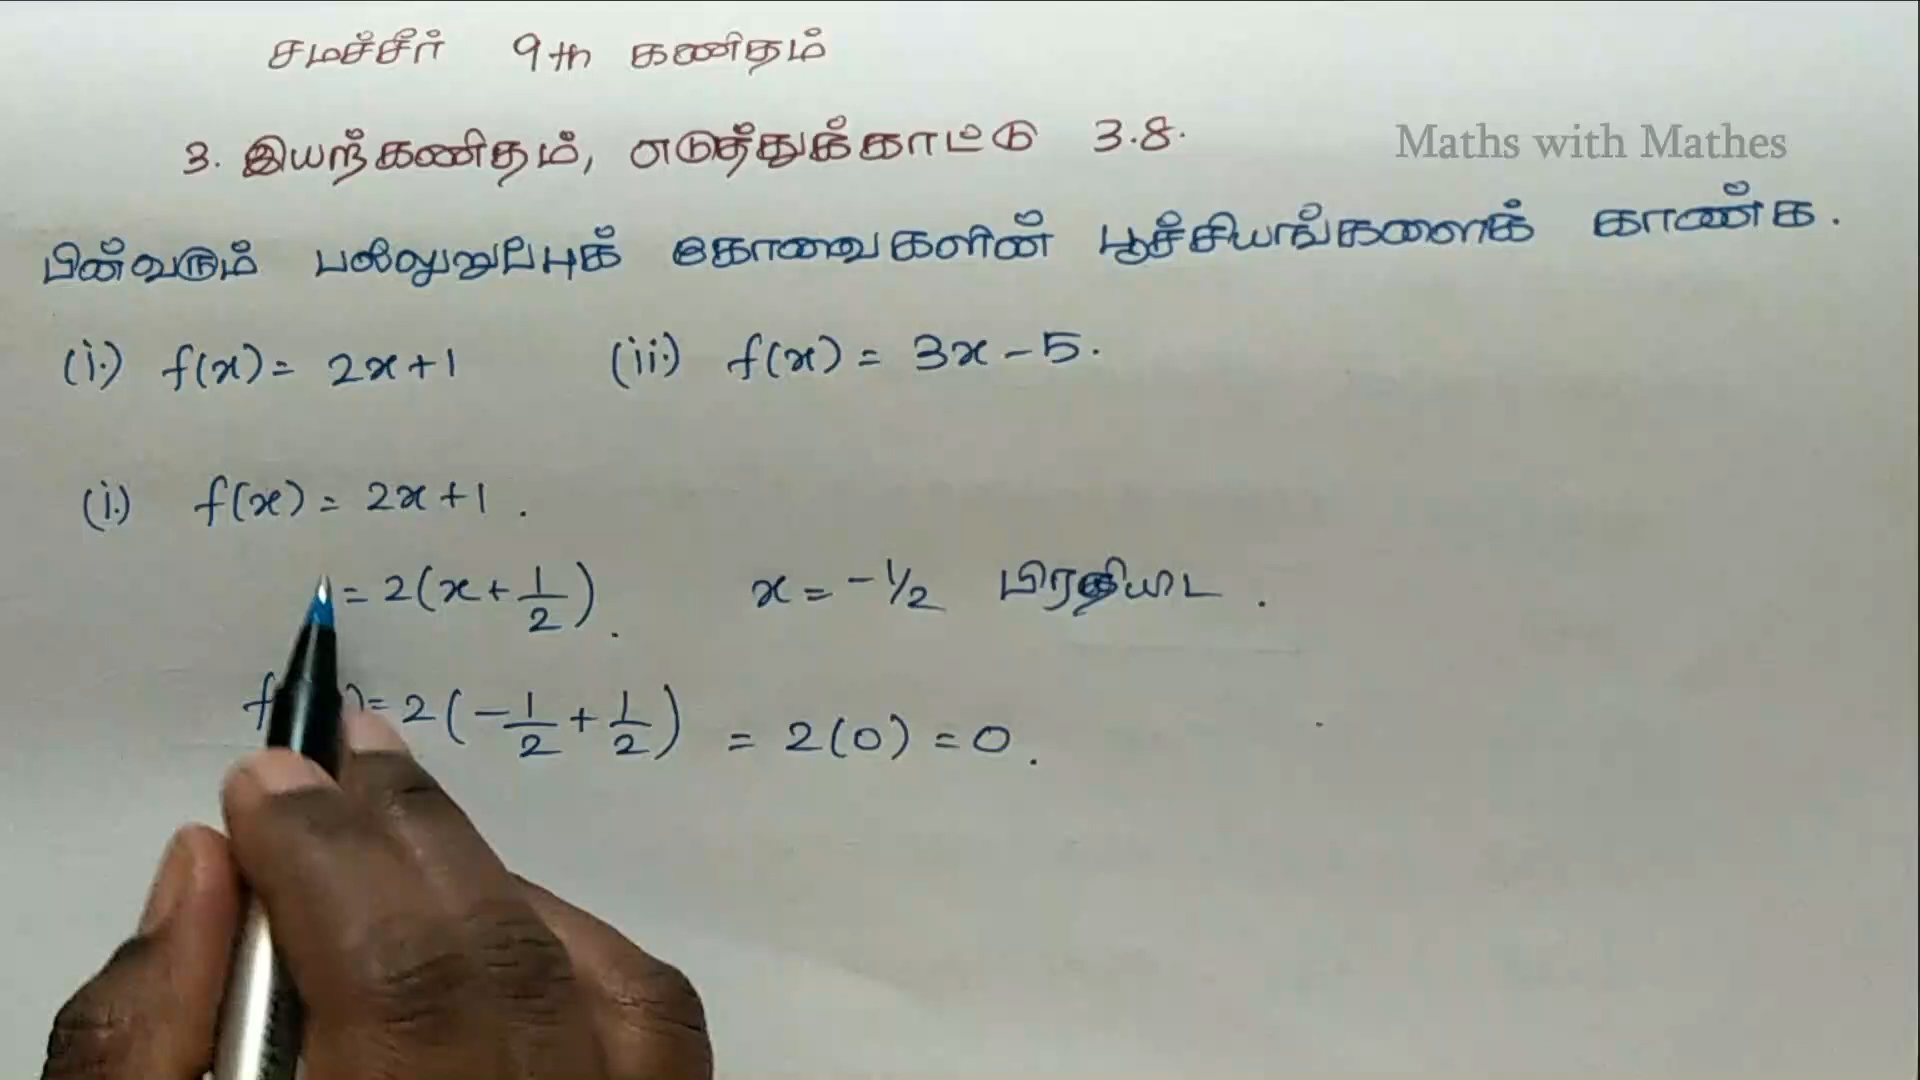 சமச்சீர் 9th கணிதம்
3. இயற்கணிதம், எடுத்துக்காட்டு 3.8.
Maths with Mathes
பின்வரும் பல்லுறுப்புக் கோவைகளின் பூச்சியங்களைக் காண்க.
(i.) f(x) = 2x+1 (ii.) f(x) = 3x-5.
(i.) f(x) = 2x+1.
= 2(x+1/2). x = -1/2 பிரதியிட.
f ) = 2(-1/2+1/2) = 2(0) = 0.